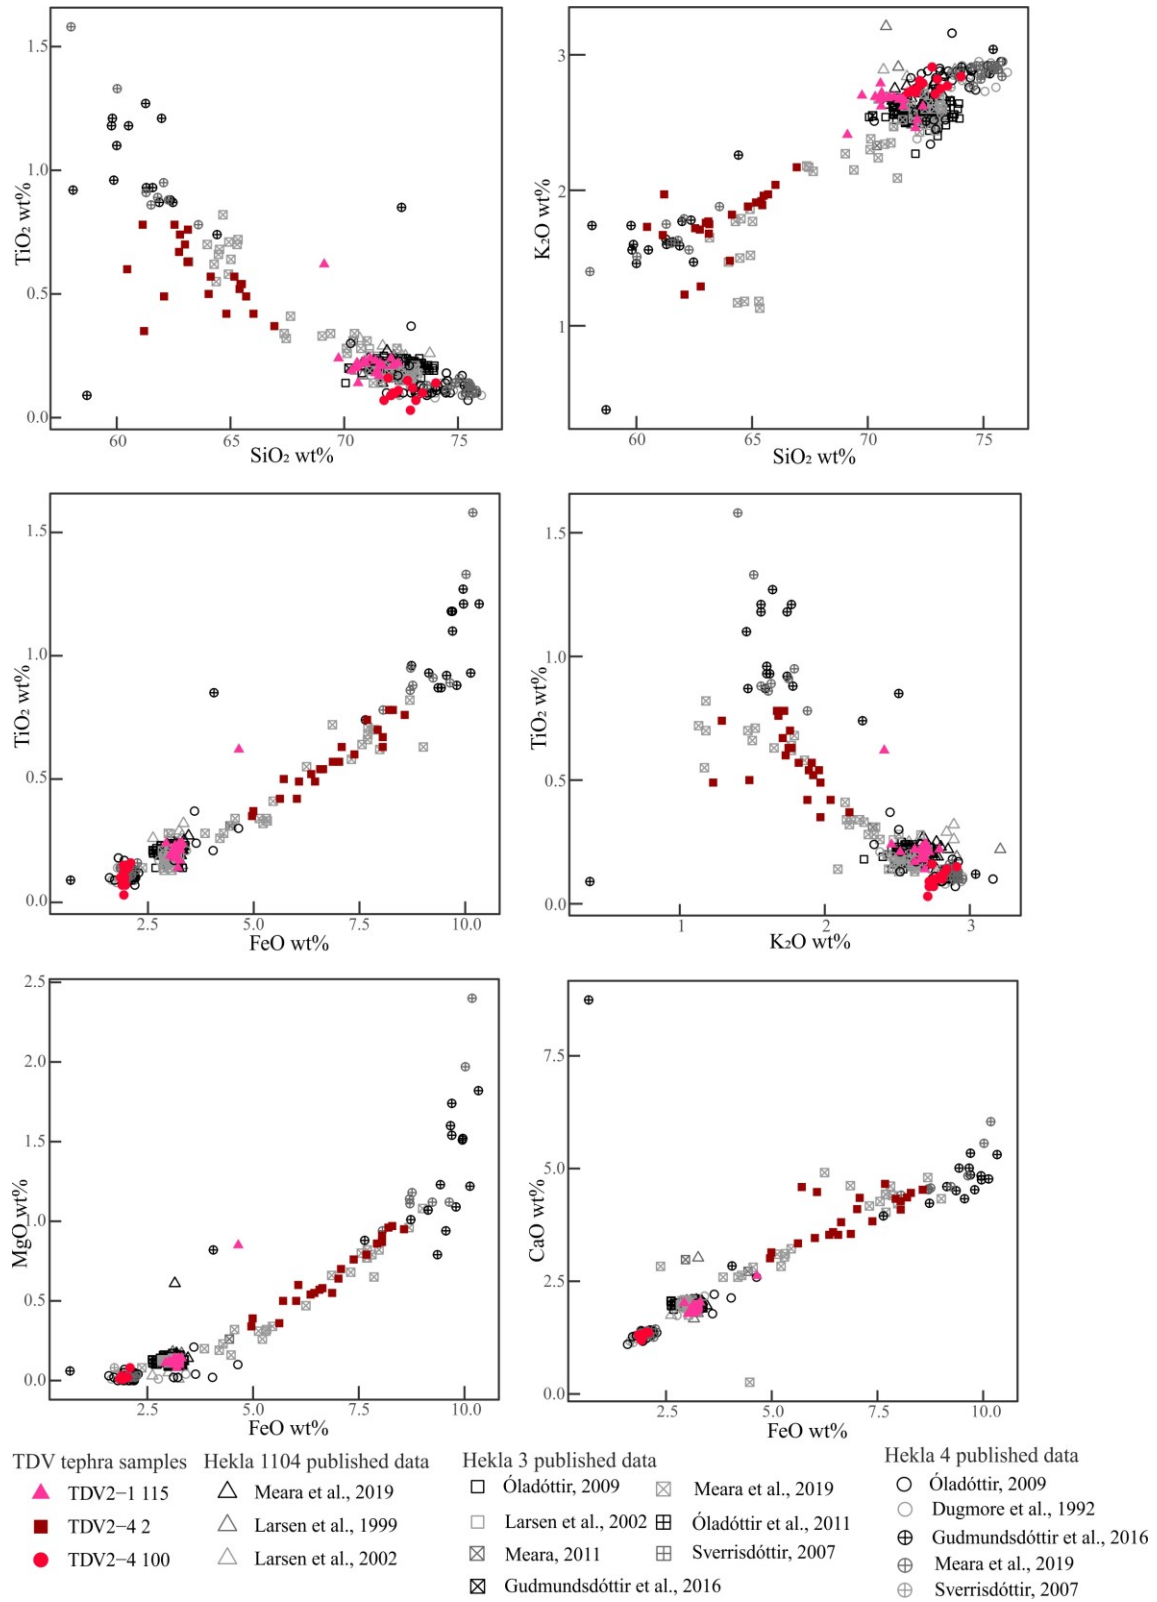 1.5
1.0
0.5
0.0
TiO₂ wt%
60 65 70 75
SiO₂ wt%
3
2
1
K₂O wt%
60 65 70 75
SiO₂ wt%
1.5
1.0
0.5
0.0
TiO₂ wt%
2.5 5.0 7.5 10.0
FeO wt%
1.5
1.0
0.5
0.0
TiO₂ wt%
1 2 3
K₂O wt%
2.5
2.0
1.5
1.0
0.5
0.0
MgO wt%
2.5 5.0 7.5 10.0
FeO wt%
7.5
5.0
2.5
0.0
CaO wt%
2.5 5.0 7.5 10.0
FeO wt%
TDV tephra samples
TDV2−1 115
TDV2−4 2
TDV2−4 100
Hekla 1104 published data
Meara et al., 2019
Larsen et al., 1999
Larsen et al., 2002
Hekla 3 published data
Óladóttir, 2009
Larsen et al., 2002
Meara, 2011
Gudmundsdóttir et al., 2016
Meara et al., 2019
Óladóttir et al., 2011
Sverrisdóttir, 2007
Hekla 4 published data
Óladóttir, 2009
Dugmore et al., 1992
Gudmundsdóttir et al., 2016
Meara et al., 2019
Sverrisdóttir, 2007